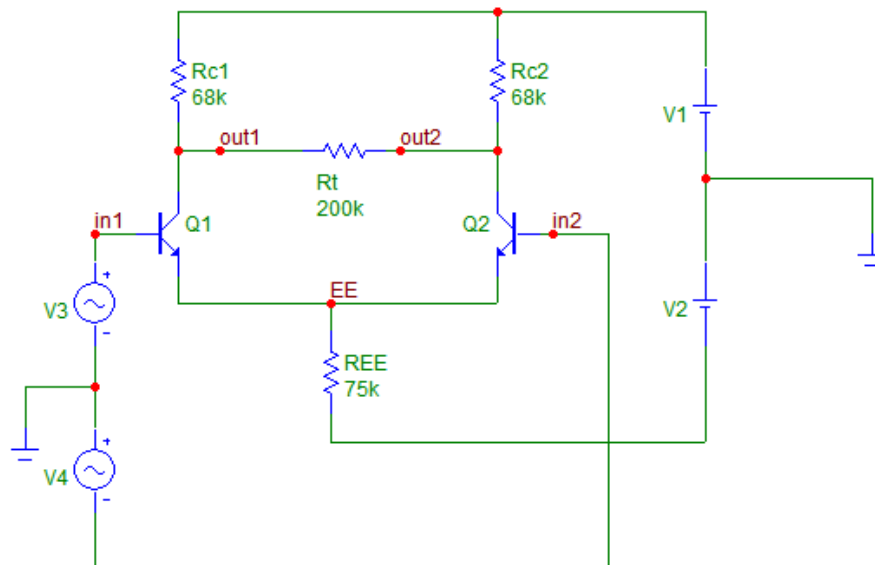 Rc1
68k
Rc2
68k
V1
out1
out2
Rt
200k
in1
Q1
Q2
in2
EE
V3
V2
REE
75k
V4